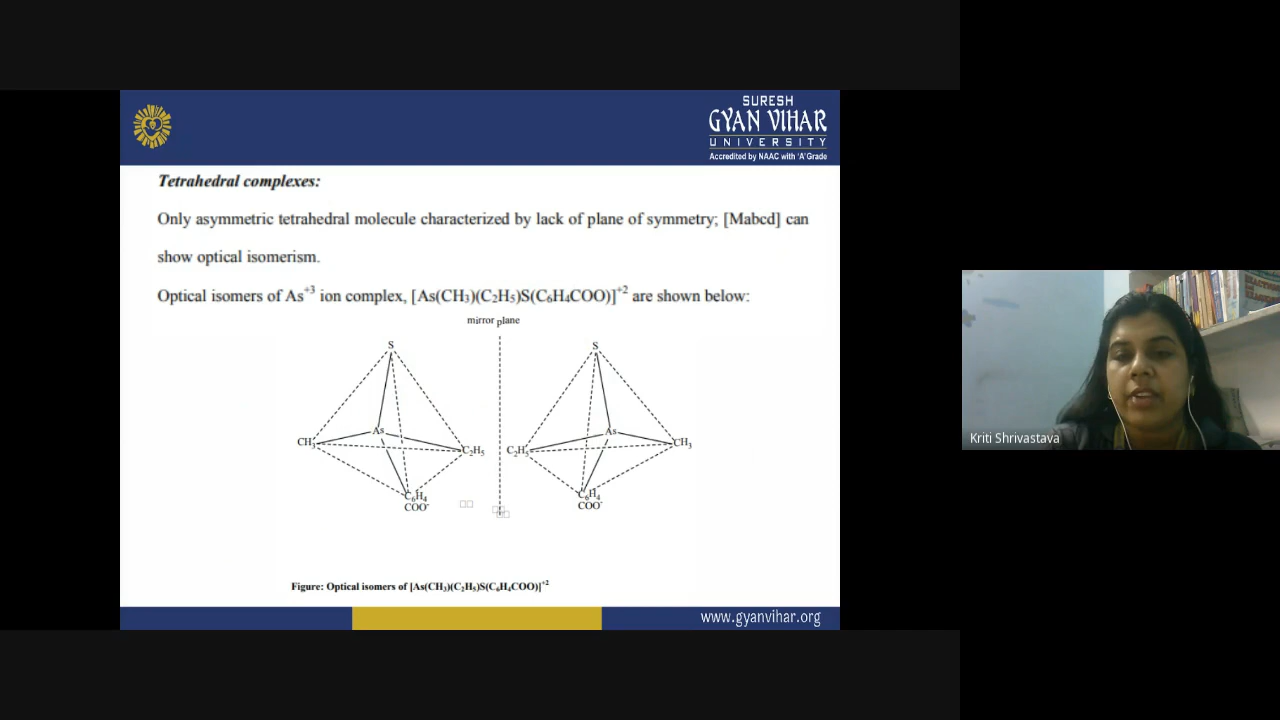 SURESH
GYAN VIHAR
UNIVERSITY
Accredited by NAAC with 'A' Grade
Tetrahedral complexes:
Only asymmetric tetrahedral molecule characterized by lack of plane of symmetry; [Mabcd] can
show optical isomerism.
Optical isomers of As⁺³ ion complex, [As(CH₃)(C₂H₅)S(C₆H₄COO)]⁺² are shown below:
mirror plane
S S
As As
CH₃ C₂H₅ C₂H₅ CH₃
C₆H₄ C₆H₄
COO⁻ COO⁻
Figure: Optical isomers of [As(CH₃)(C₂H₅)S(C₆H₄COO)]⁺²
www.gyanvihar.org
Kriti Shrivastava